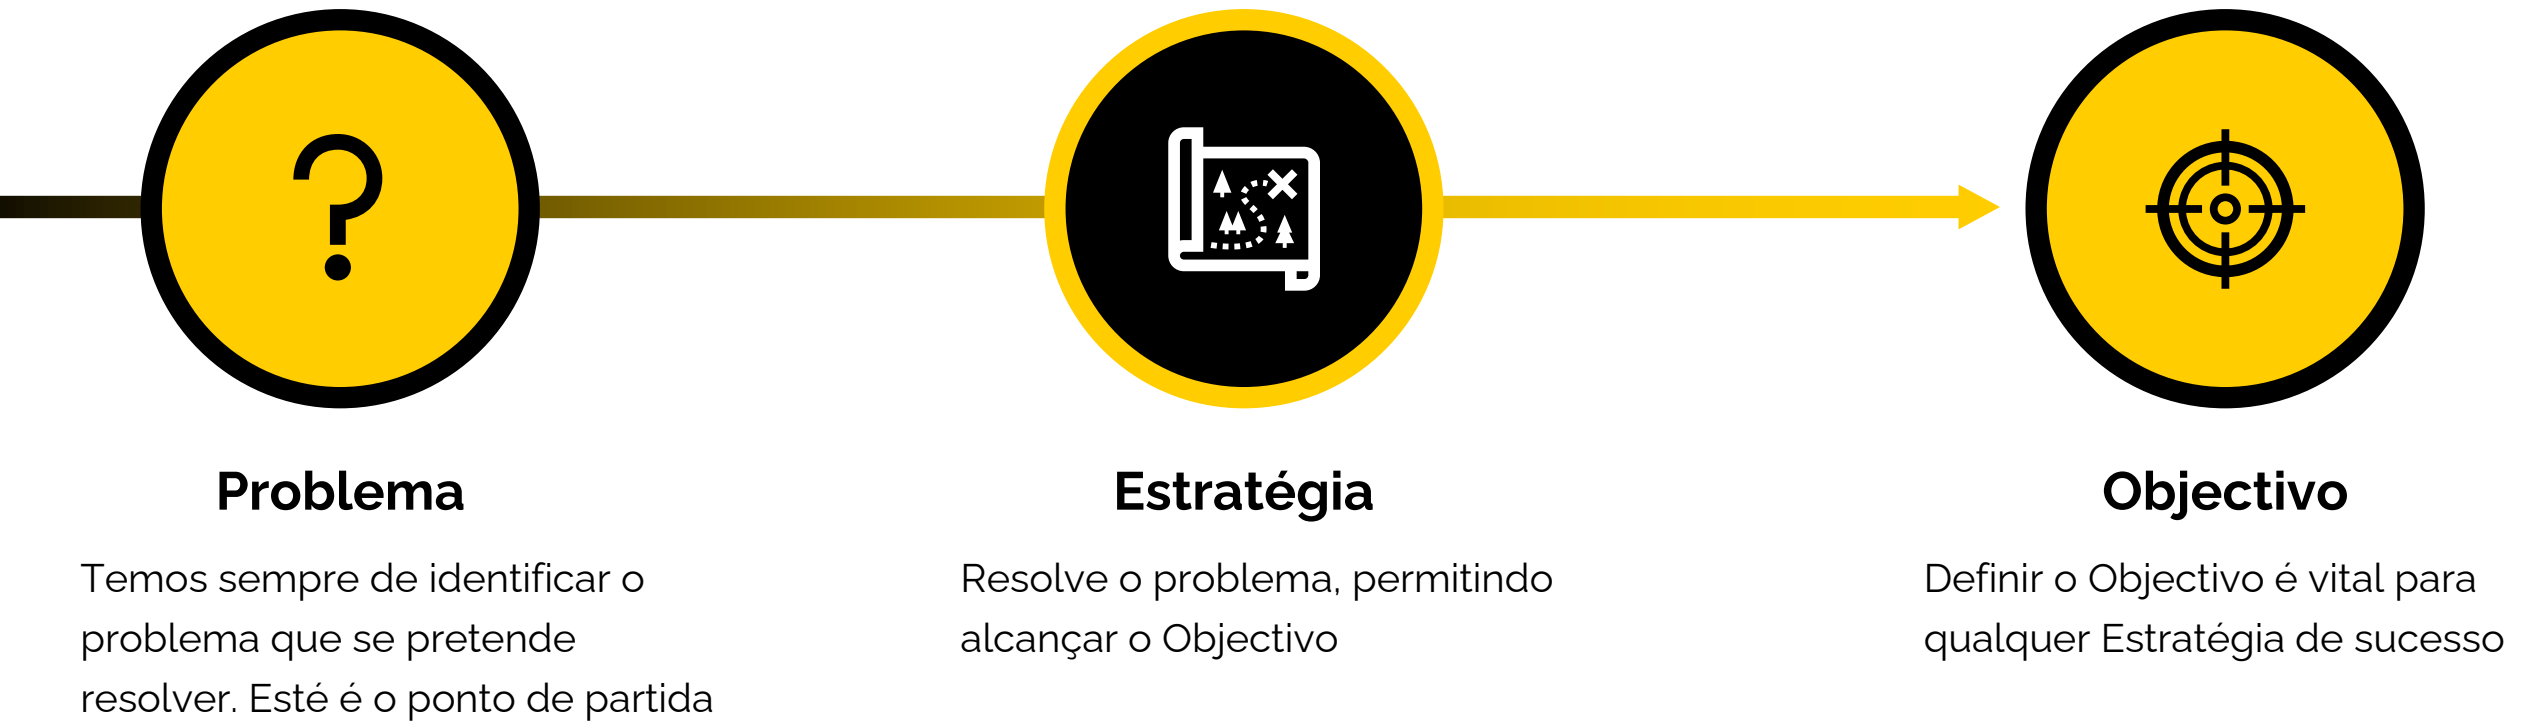 Problema
Temos sempre de identificar o
problema que se pretende
resolver. Esté é o ponto de partida
Estratégia
Resolve o problema, permitindo
alcançar o Objectivo
Objectivo
Definir o Objectivo é vital para
qualquer Estratégia de sucesso